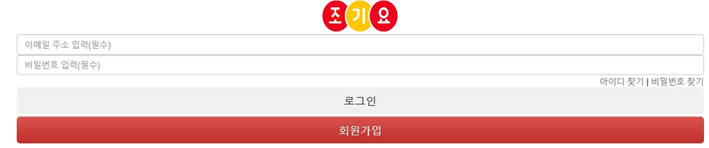 조기요
이메일 주소 입력(필수)
비밀번호 입력(필수)
아이디 찾기 | 비밀번호 찾기
로그인
회원가입